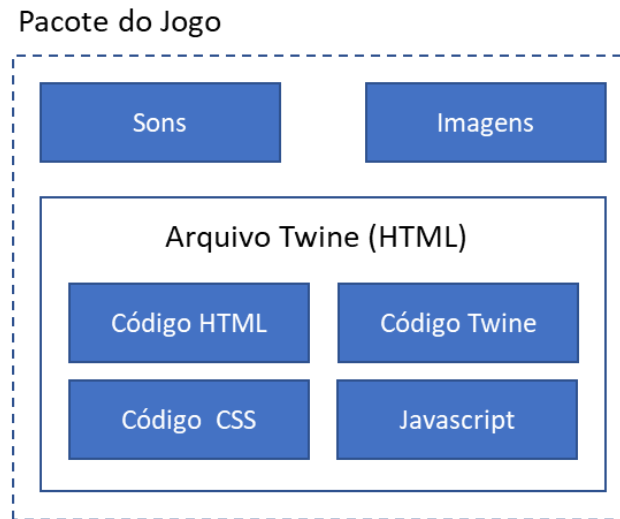 Pacote do Jogo
Sons
Imagens
Arquivo Twine (HTML)
Código HTML
Código Twine
Código CSS
Javascript